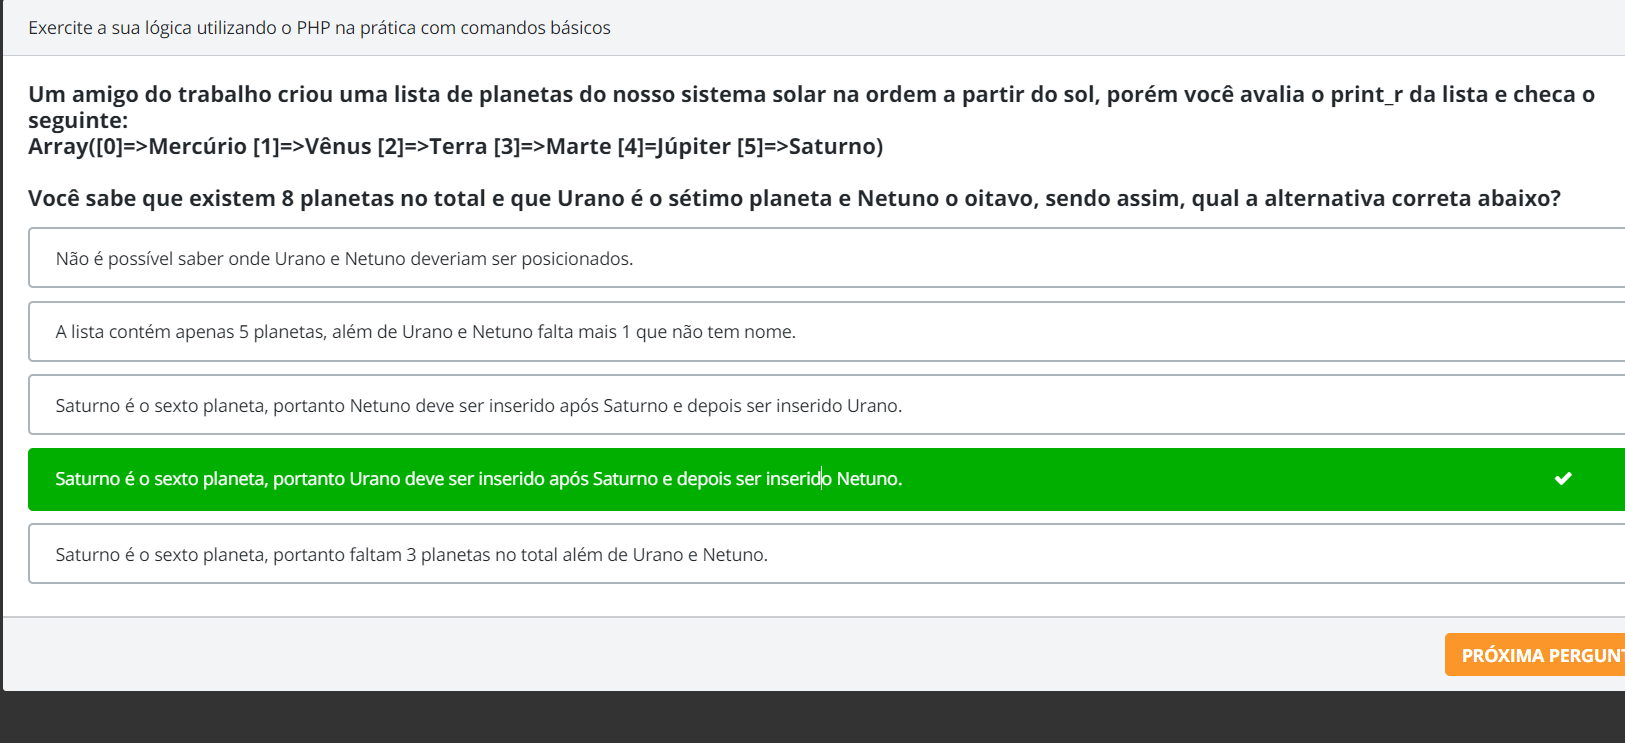 Exercite a sua lógica utilizando o PHP na prática com comandos básicos
Um amigo do trabalho criou uma lista de planetas do nosso sistema solar na ordem a partir do sol, porém você avalia o print_r da lista e checa o
seguinte:
Array([0]=>Mercúrio [1]=>Vênus [2]=>Terra [3]=>Marte [4]=Júpiter [5]=>Saturno)
Você sabe que existem 8 planetas no total e que Urano é o sétimo planeta e Netuno o oitavo, sendo assim, qual a alternativa correta abaixo?
Não é possível saber onde Urano e Netuno deveriam ser posicionados.
A lista contém apenas 5 planetas, além de Urano e Netuno falta mais 1 que não tem nome.
Saturno é o sexto planeta, portanto Netuno deve ser inserido após Saturno e depois ser inserido Urano.
Saturno é o sexto planeta, portanto Urano deve ser inserido após Saturno e depois ser inserido Netuno.
Saturno é o sexto planeta, portanto faltam 3 planetas no total além de Urano e Netuno.
PRÓXIMA PERGUN